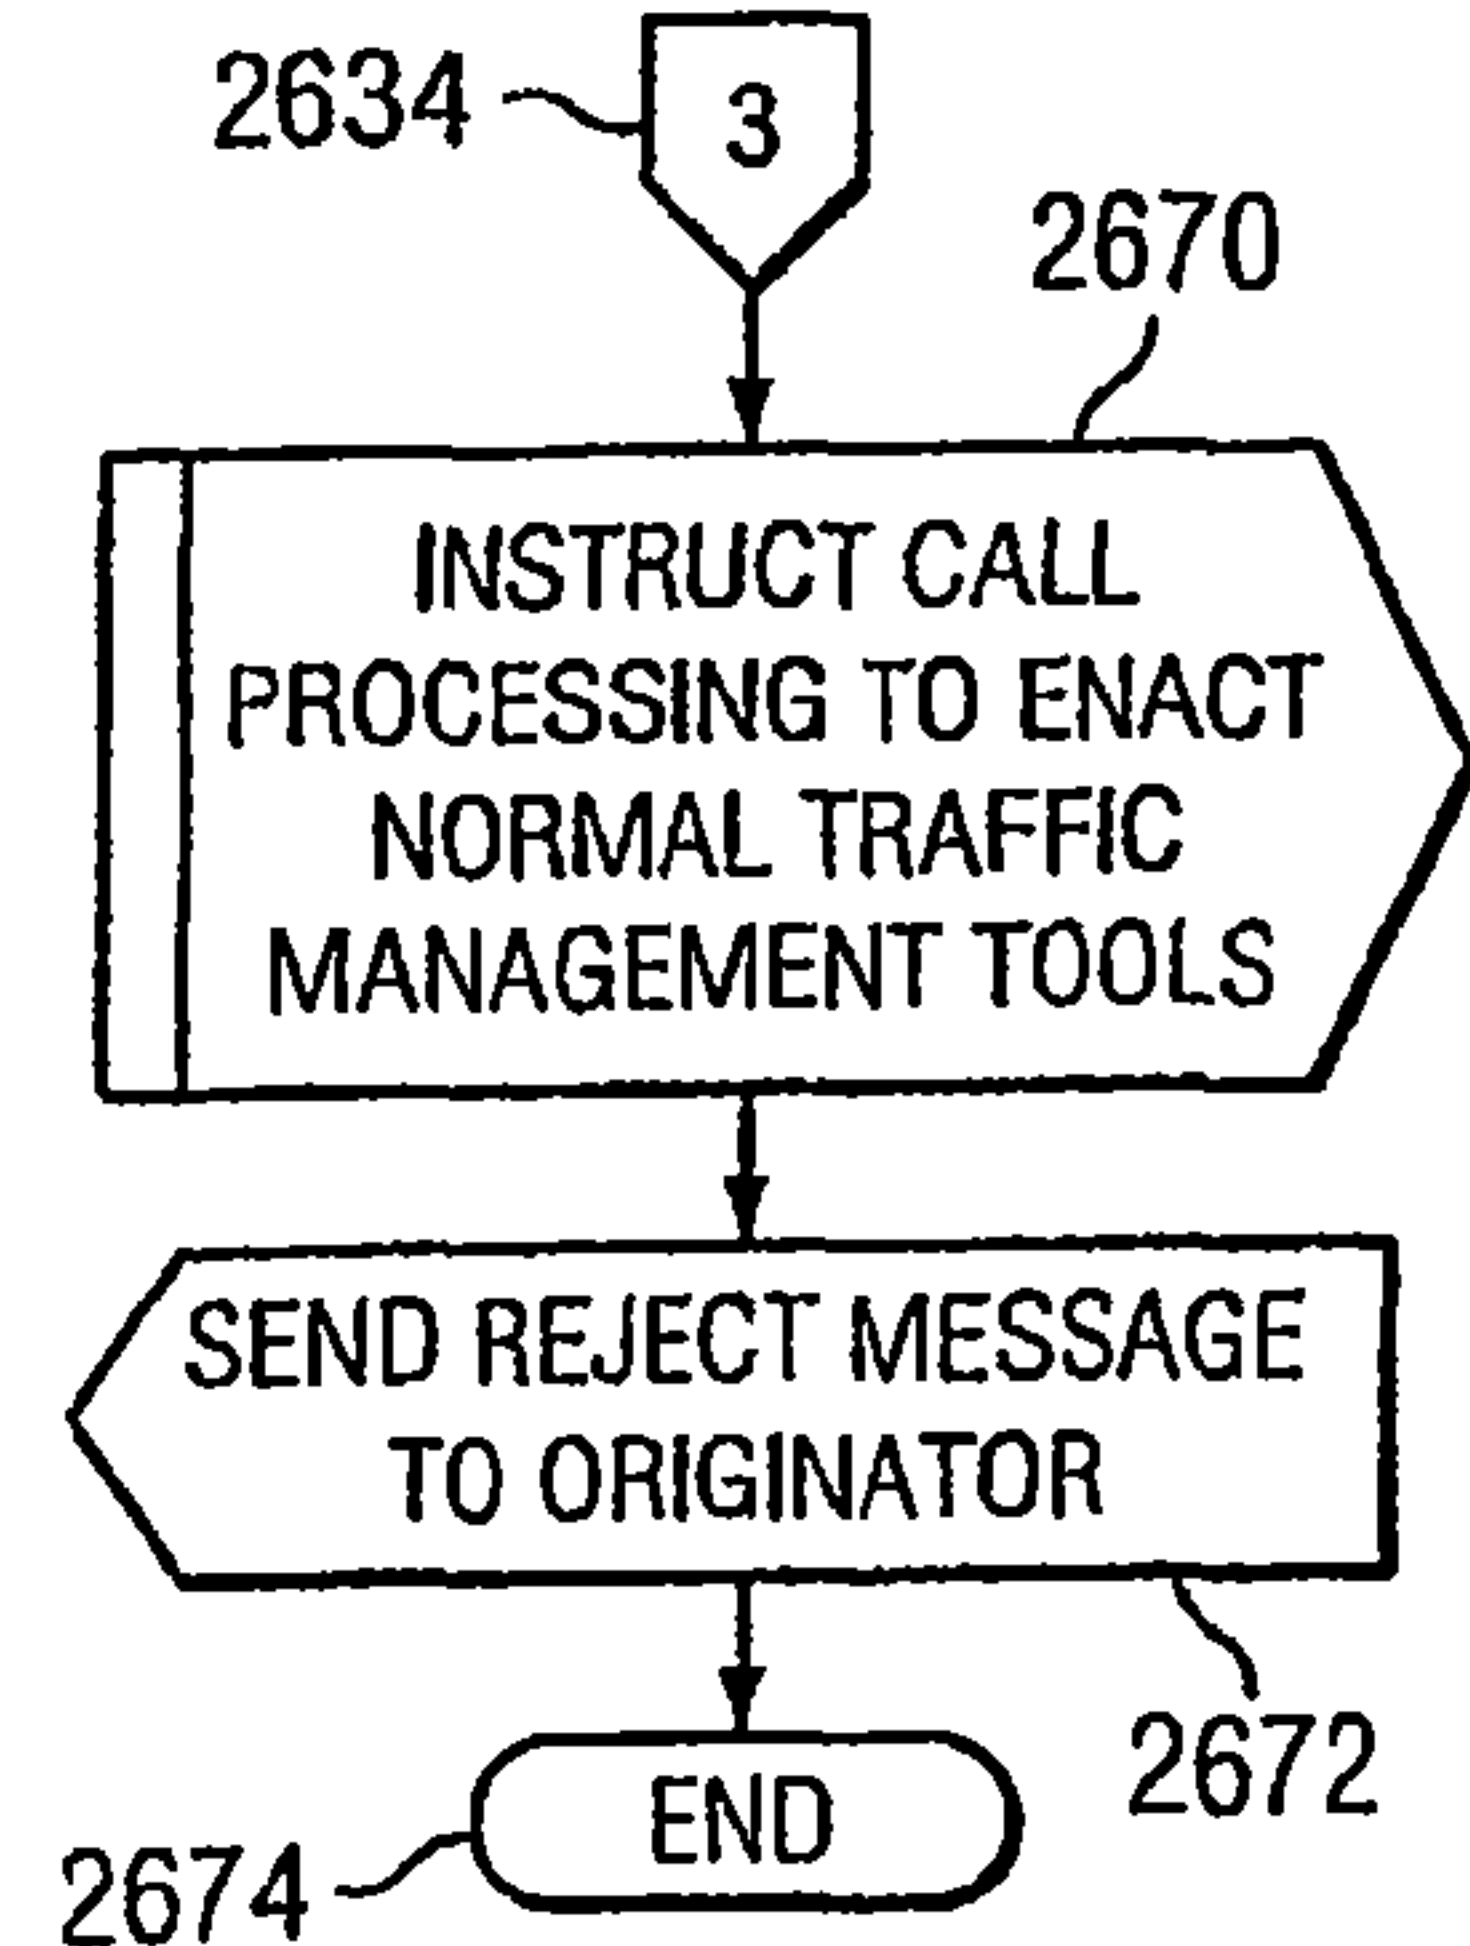 2634
3
2670
INSTRUCT CALL
PROCESSING TO ENACT
NORMAL TRAFFIC
MANAGEMENT TOOLS
SEND REJECT MESSAGE
TO ORIGINATOR
2672
END
2674